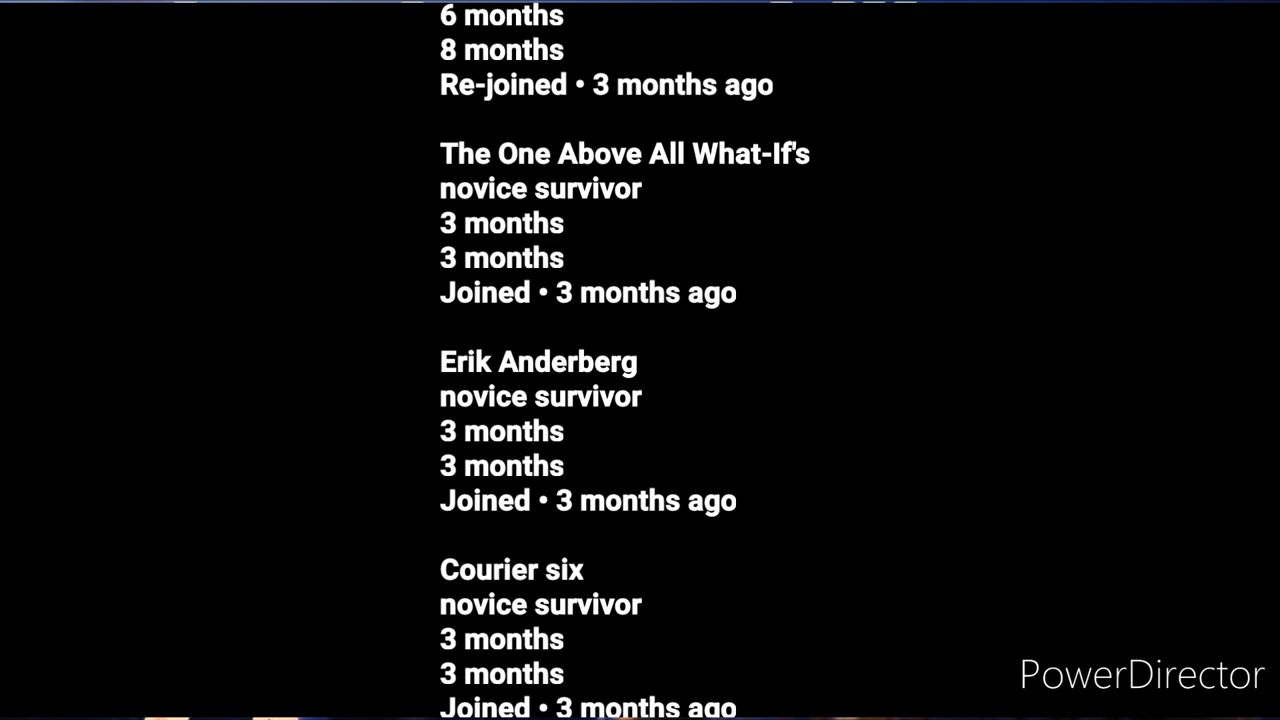 6 months
8 months
Re-joined • 3 months ago
The One Above All What-If's
novice survivor
3 months
3 months
Joined • 3 months ago
Erik Anderberg
novice survivor
3 months
3 months
Joined • 3 months ago
Courier six
novice survivor
3 months
3 months
Joined • 3 months ago
PowerDirector